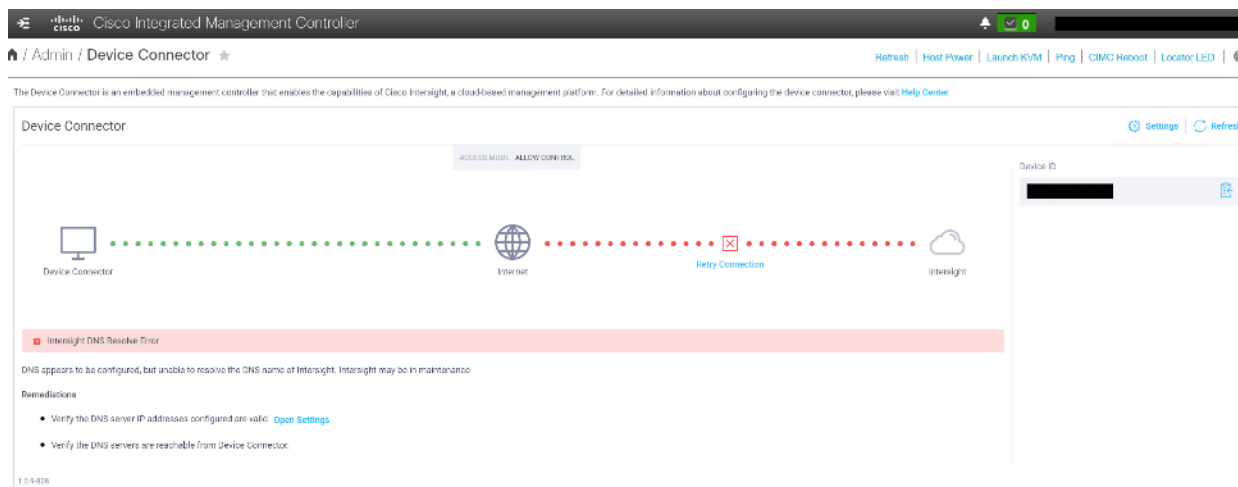 cisco Cisco Integrated Management Controller 0
/ Admin / Device Connector ★ Refresh | Host Power | Launch KVM | Ping | CIMC Reboot | Locator LED |
The Device Connector is an embedded management controller that enables the capabilities of Cisco Intersight, a cloud-based management platform. For detailed information about configuring the device connector, please visit Help Center
Device Connector Settings | Refresh
ACCESS MODE ALLOW CONTROL
Device ID
Retry Connection
Device Connector Internet Intersight
Intersight DNS Resolve Error
DNS appears to be configured, but unable to resolve the DNS name of Intersight. Intersight may be in maintenance.
Remediations
• Verify the DNS server IP addresses configured are valid Open Settings
• Verify the DNS servers are reachable from Device Connector.
1.0.9-828